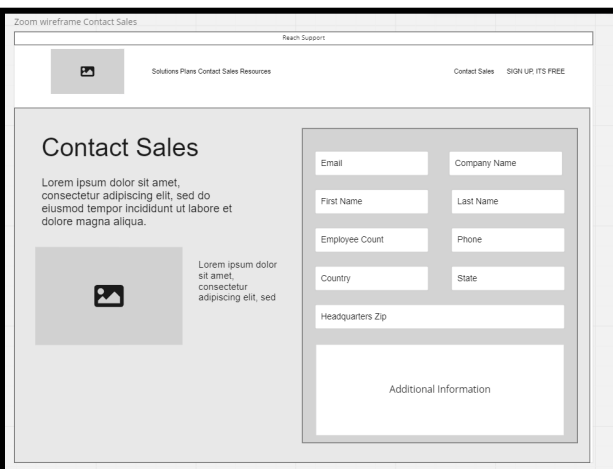 Zoom wireframe Contact Sales
Reach Support
Solutions Plans Contact Sales Resources
Contact Sales
SIGN UP, ITS FREE
Contact Sales
Lorem ipsum dolor sit amet,
consectetur adipiscing elit, sed do
eiusmod tempor incididunt ut labore et
dolore magna aliqua.
Lorem ipsum dolor
sit amet,
consectetur
adipiscing elit, sed
Email
Company Name
First Name
Last Name
Employee Count
Phone
Country
State
Headquarters Zip
Additional Information